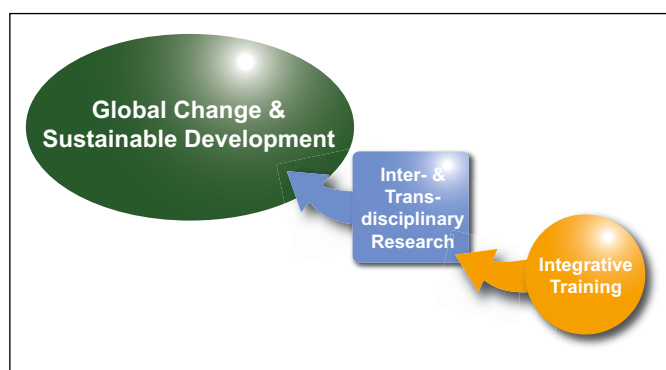 Global Change &
Sustainable Development
Inter- &
Trans-
disciplinary
Research
Integrative
Training